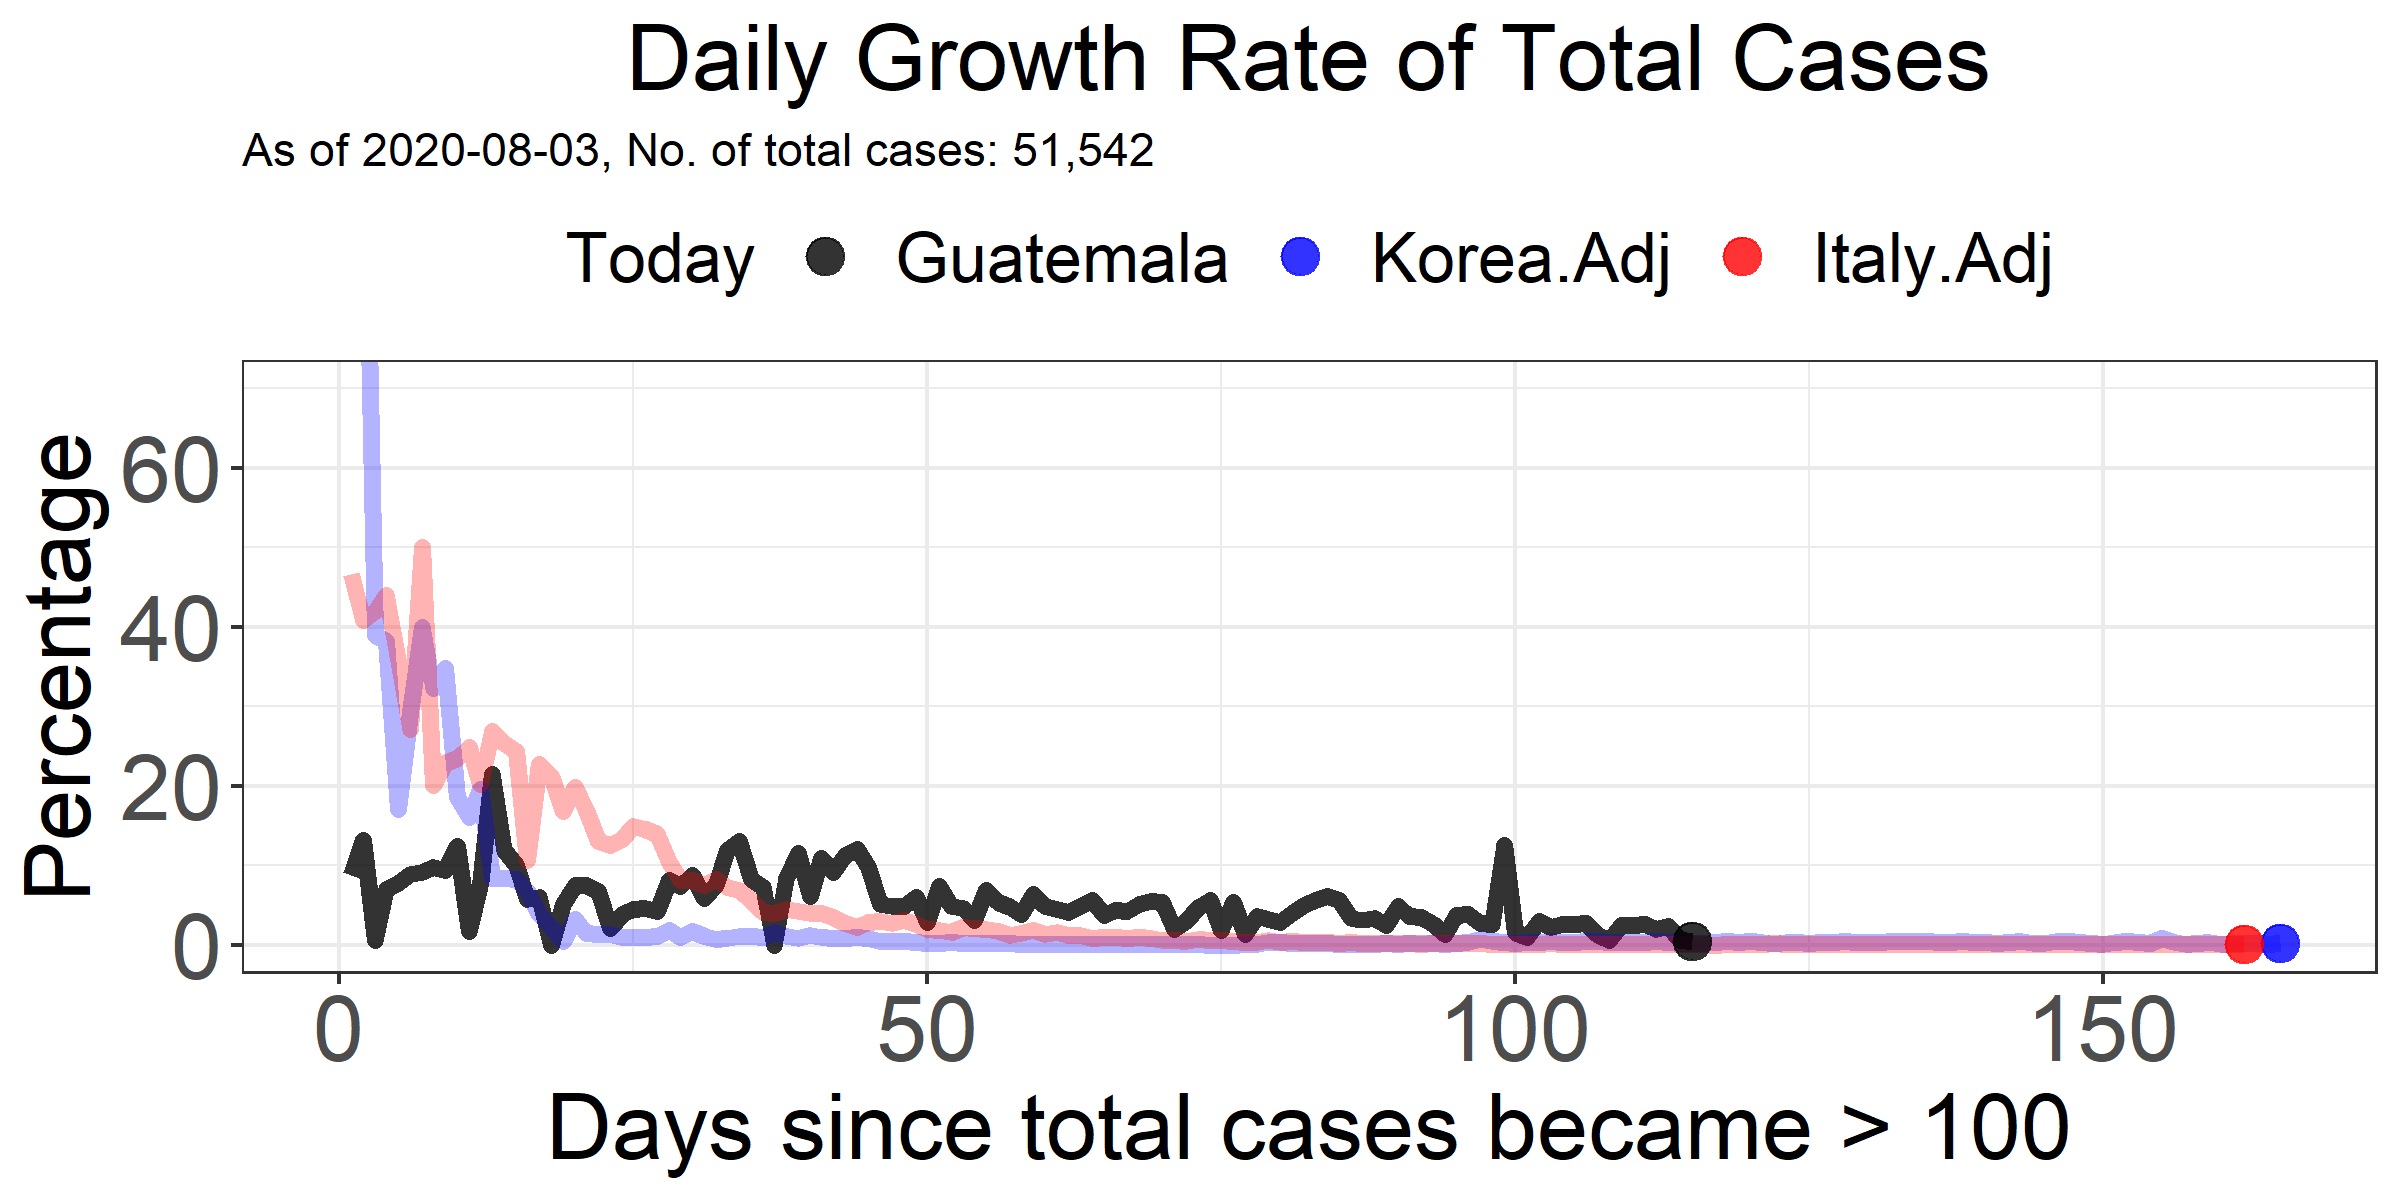 Daily Growth Rate of Total Cases
As of 2020-08-03, No. of total cases: 51,542
Today Guatemala Korea.Adj Italy.Adj
Percentage
60
40
20
0
0 50 100 150
Days since total cases became > 100